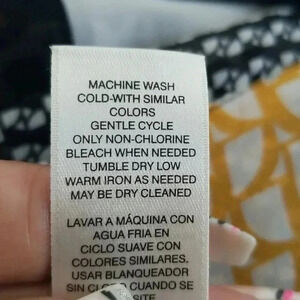 MACHINE WASH
COLD-WITH SIMILAR
COLORS
GENTLE CYCLE
ONLY NON-CHLORINE
BLEACH WHEN NEEDED
TUMBLE DRY LOW
WARM IRON AS NEEDED
MAY BE DRY CLEANED
LAVAR A MÁQUINA CON
AGUA FRIA EN
CICLO SUAVE CON
COLORES SIMILARES.
USAR BLANQUEADOR
SIN CUANDO SE